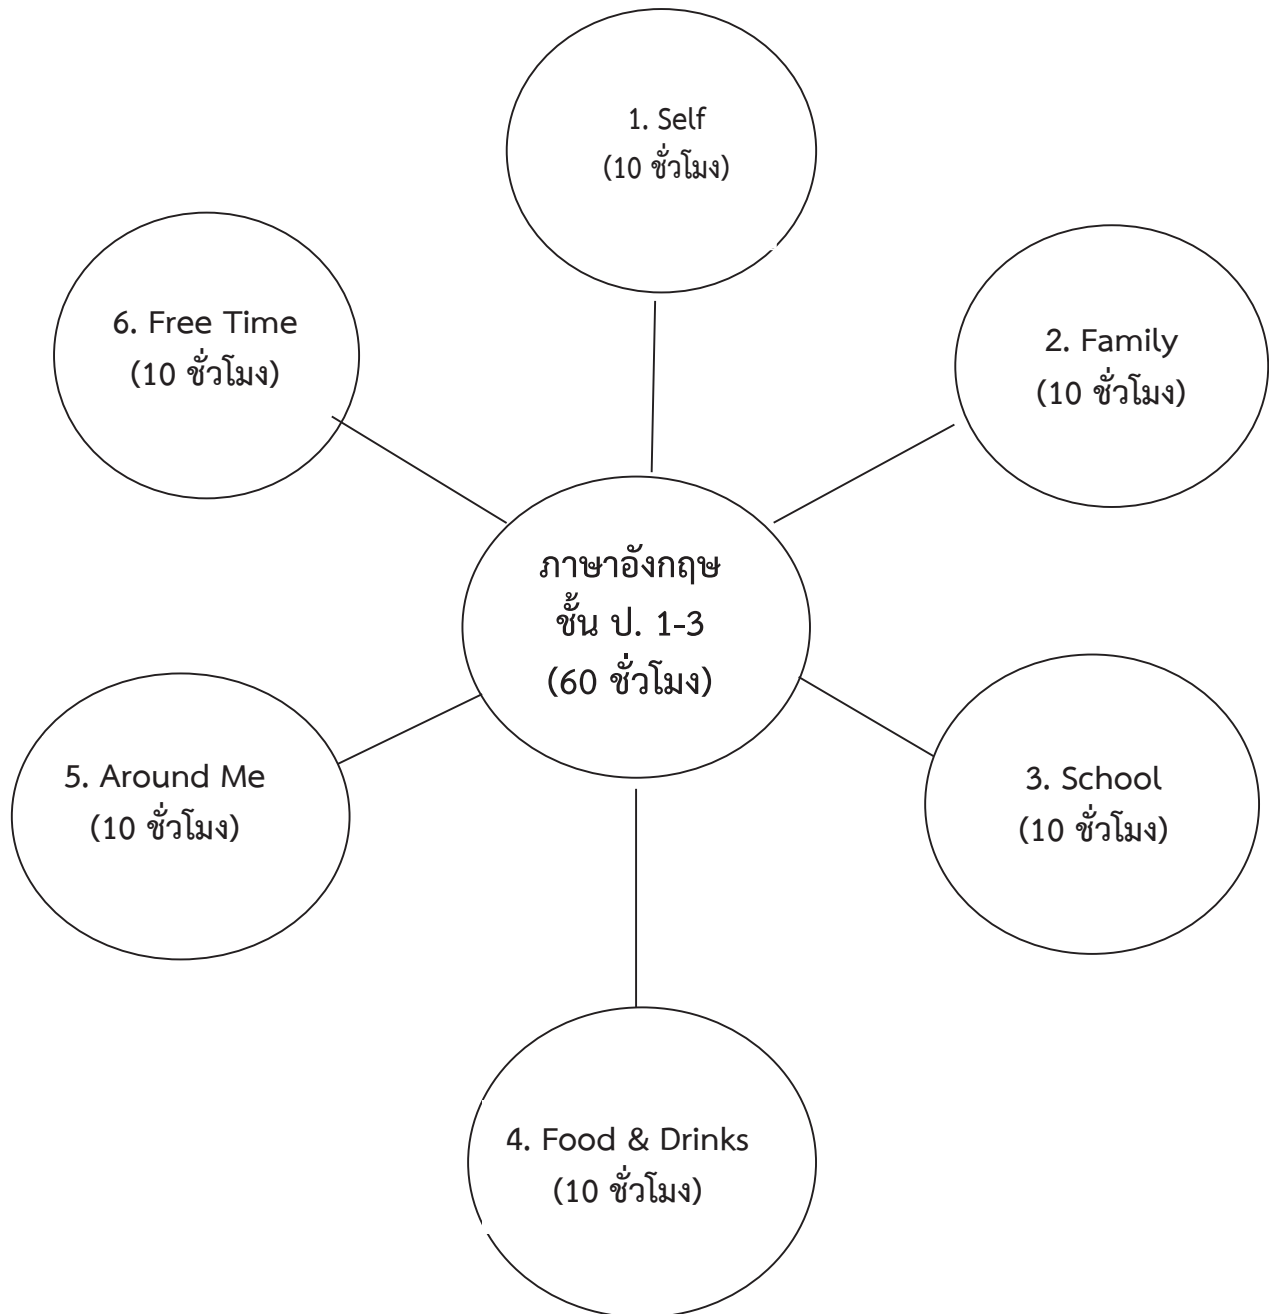 1. Self
(10 ชั่วโมง)
2. Family
(10 ชั่วโมง)
3. School
(10 ชั่วโมง)
4. Food & Drinks
(10 ชั่วโมง)
5. Around Me
(10 ชั่วโมง)
6. Free Time
(10 ชั่วโมง)
ภาษาอังกฤษ
ชั้น ป. 1-3
(60 ชั่วโมง)